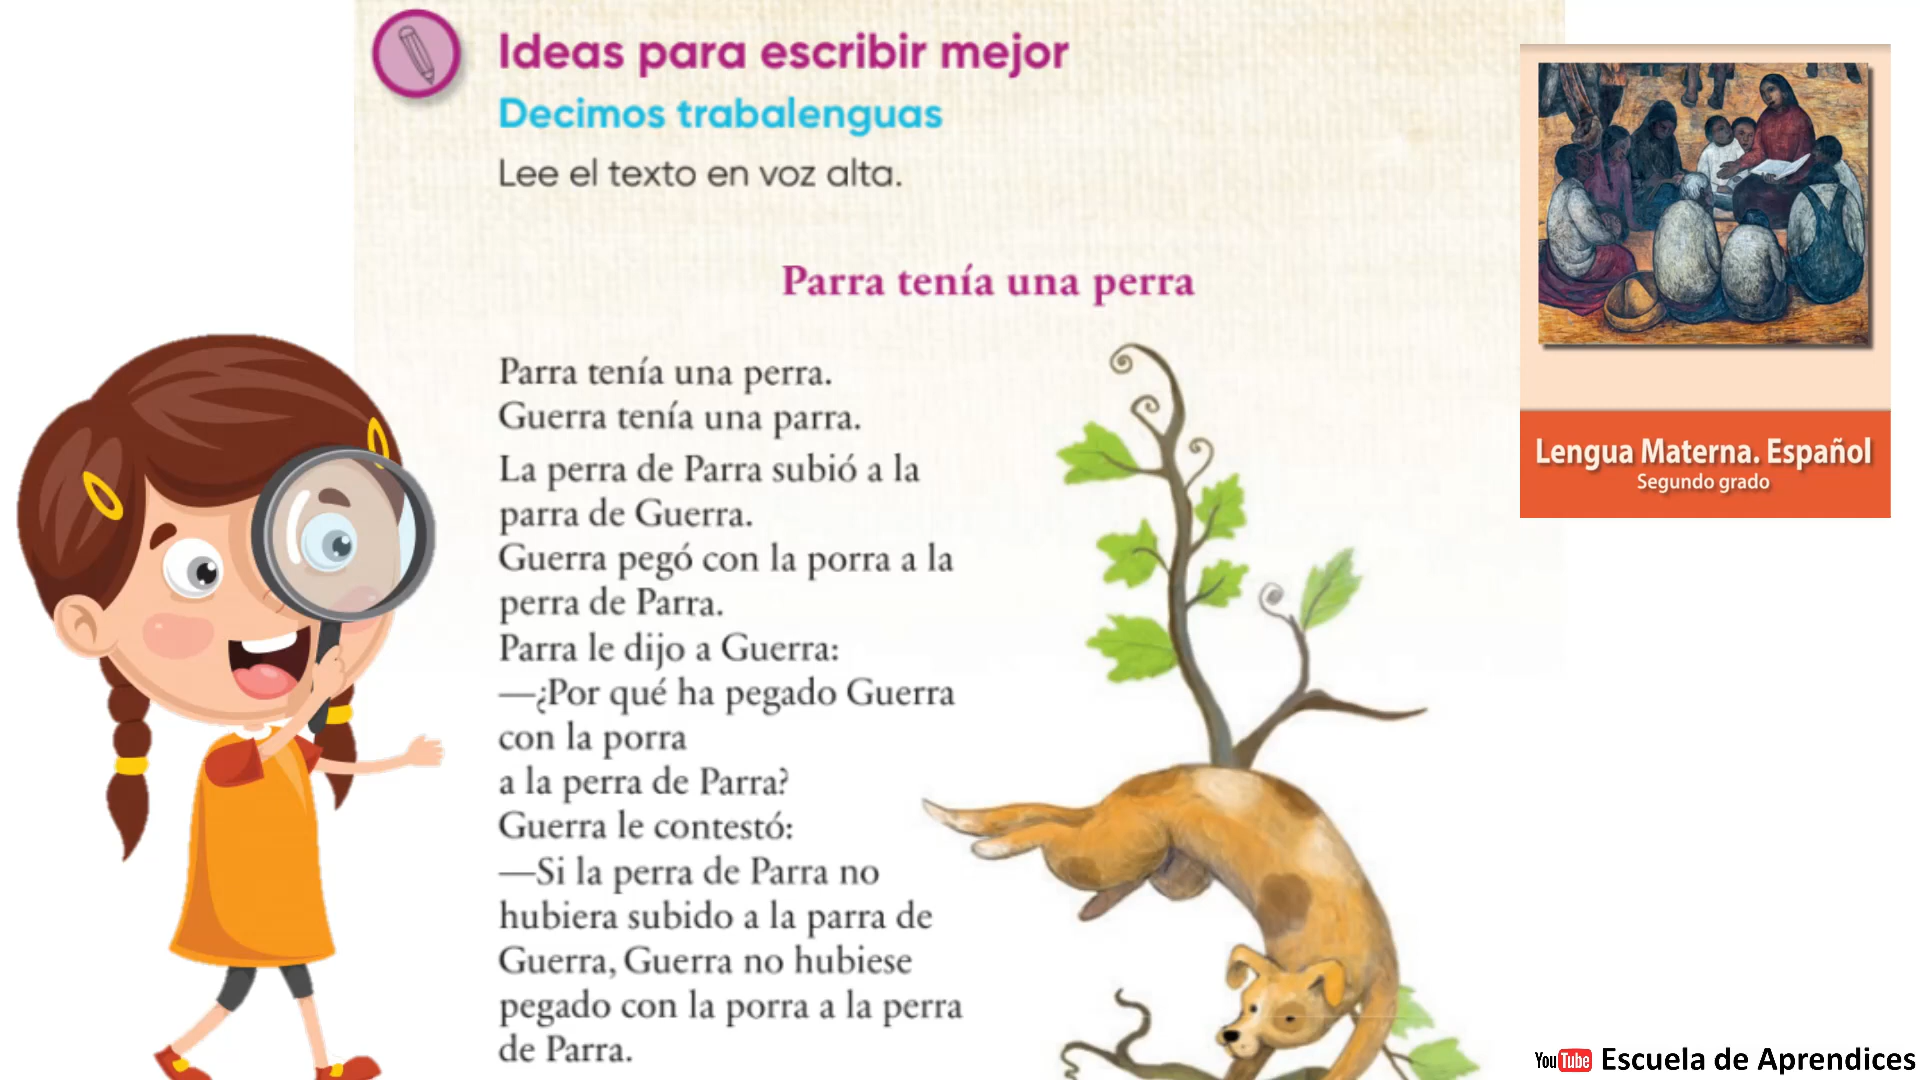 Ideas para escribir mejor
Decimos trabalenguas
Lee el texto en voz alta.
Parra tenía una perra
Parra tenía una perra.
Guerra tenía una parra.
La perra de Parra subió a la
parra de Guerra.
Guerra pegó con la porra a la
perra de Parra.
Parra le dijo a Guerra:
—¿Por qué ha pegado Guerra
con la porra
a la perra de Parra?
Guerra le contestó:
—Si la perra de Parra no
hubiera subido a la parra de
Guerra, Guerra no hubiese
pegado con la porra a la perra
de Parra.
Lengua Materna. Español
Segundo grado
YouTube Escuela de Aprendices